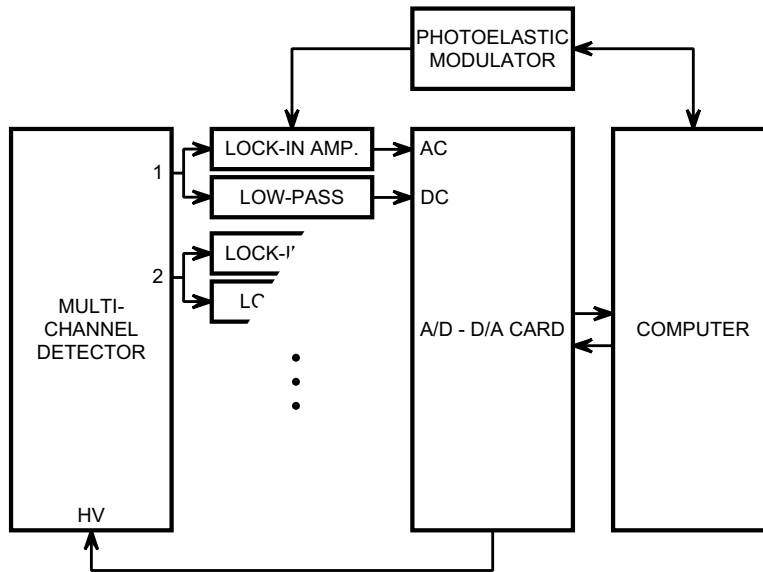 PHOTOELASTIC
MODULATOR
1
LOCK-IN AMP.
AC
LOW-PASS
DC
2
MULTI-
CHANNEL
DETECTOR
A/D - D/A CARD
COMPUTER
HV